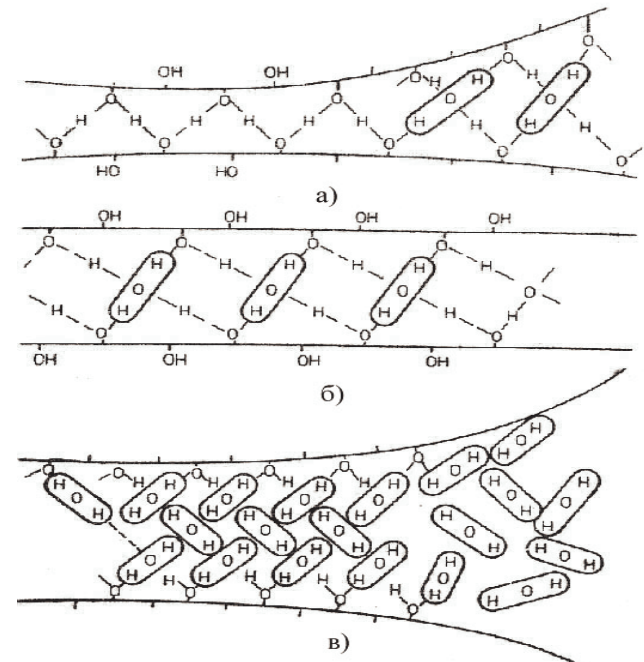 O
OH OH
O H O H H
O O O H O O
H H H H H H H H H H H
O O O O O O
HO HO
а)
OH OH OH OH
O O O O
H H H H H H H
O O O O
H H H H H H H H
O O O O
OH OH OH OH
б)
H O H
O O O O O O H O H
H O H H H O H H H O H H H O H H H O H H O H H O H
H O H H O H H O H H O H
H O H H O H H O H H O H H O H H O H
O H O H O H O H O H H O H
в)